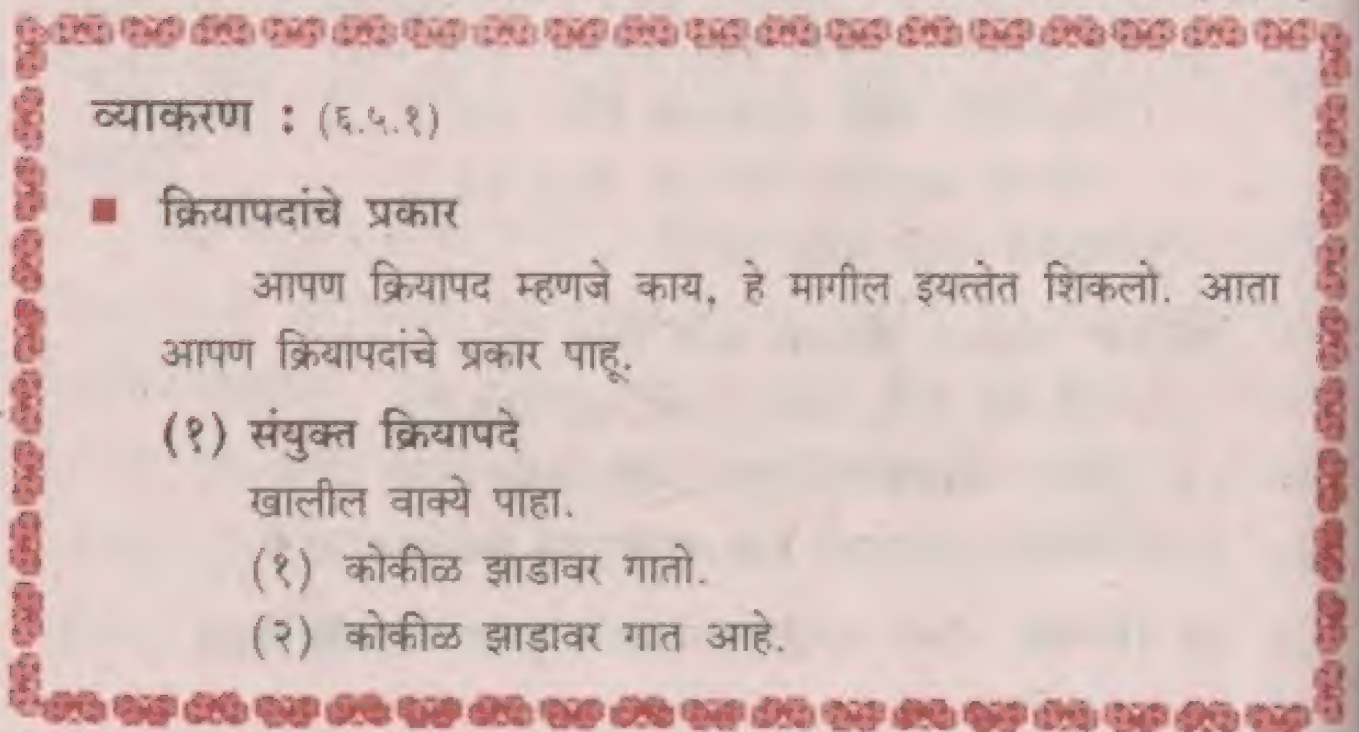 व्याकरण : (६.५.१)
■ क्रियापदांचे प्रकार
आपण क्रियापद म्हणजे काय, हे मागील इयत्तेत शिकलो. आता
आपण क्रियापदांचे प्रकार पाहू.
(१) संयुक्त क्रियापदे
खालील वाक्ये पाहा.
(१) कोकीळ झाडावर गातो.
(२) कोकीळ झाडावर गात आहे.